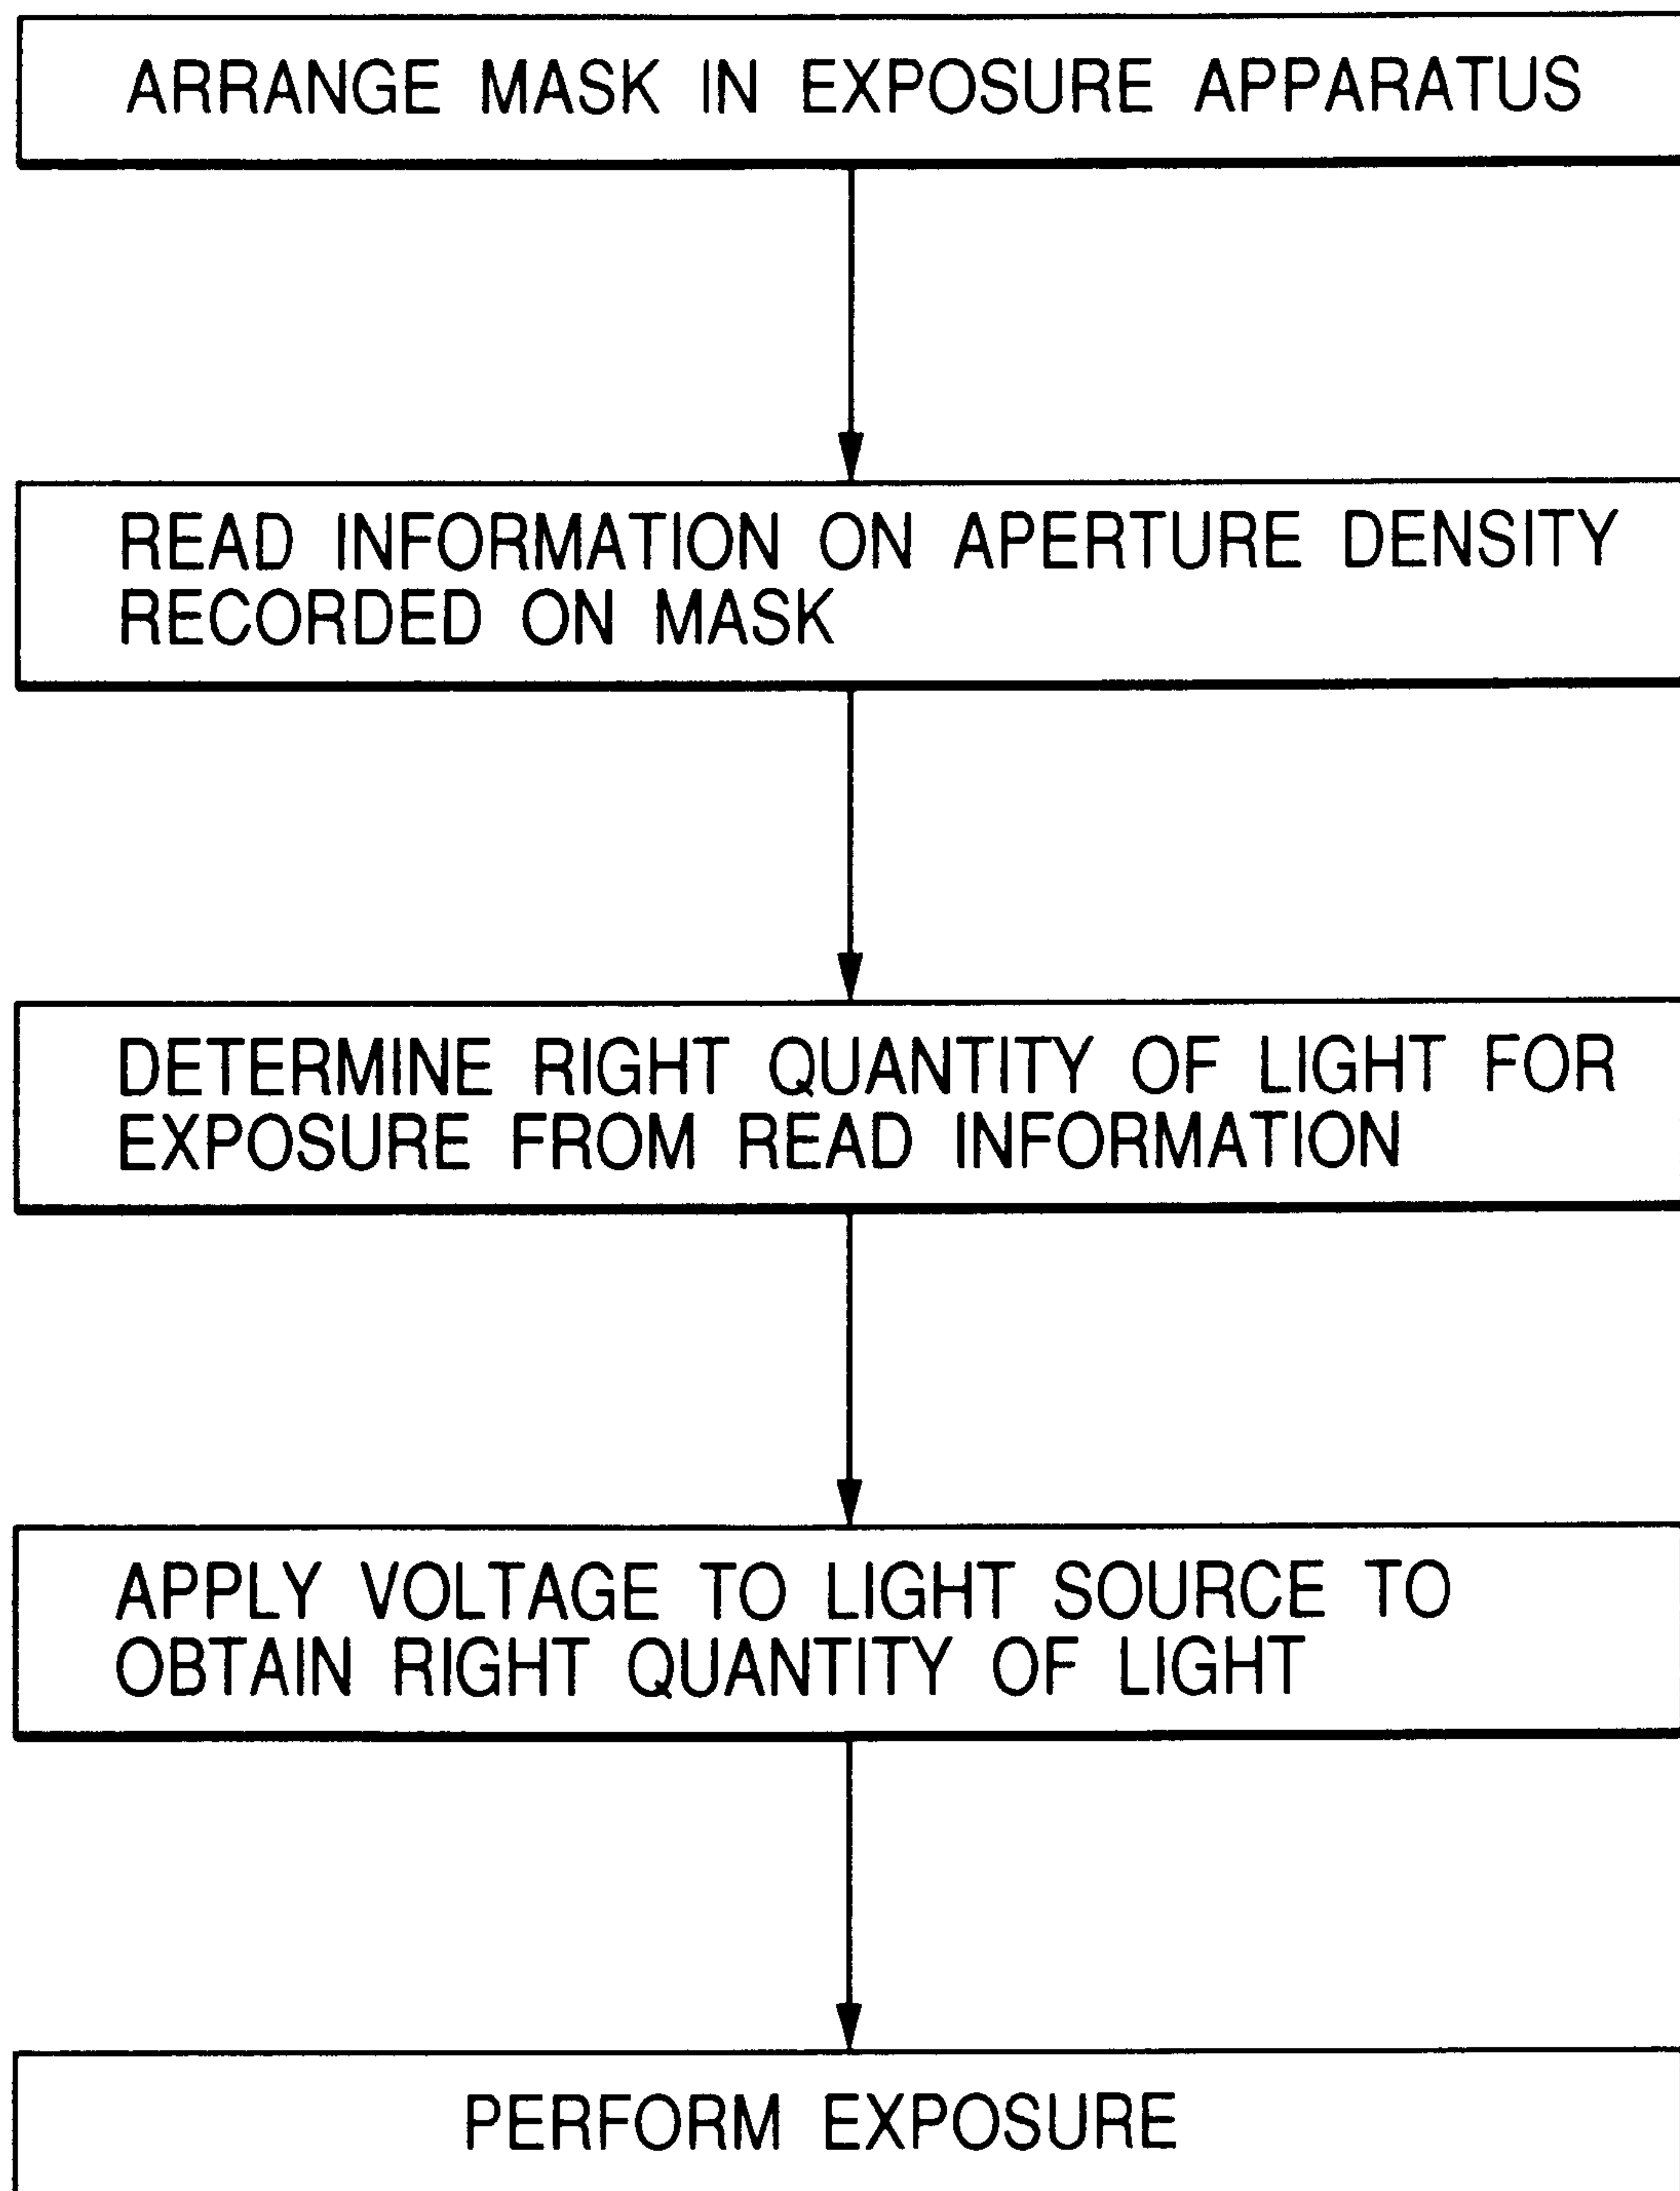 ARRANGE MASK IN EXPOSURE APPARATUS
READ INFORMATION ON APERTURE DENSITY
RECORDED ON MASK
DETERMINE RIGHT QUANTITY OF LIGHT FOR
EXPOSURE FROM READ INFORMATION
APPLY VOLTAGE TO LIGHT SOURCE TO
OBTAIN RIGHT QUANTITY OF LIGHT
PERFORM EXPOSURE